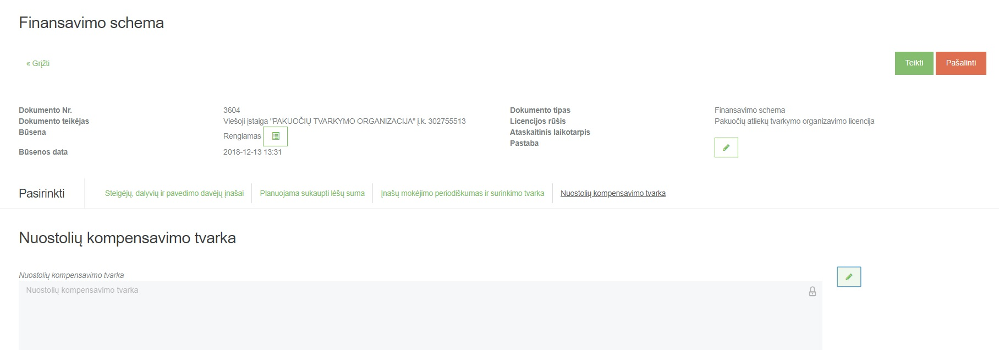 Finansavimo schema
« Grįžti
Teikti
Pašalinti
Dokumento Nr.
3604
Dokumento teikėjas
Viešoji įstaiga "PAKUOČIŲ TVARKYMO ORGANIZACIJA" į.k. 302755513
Būsena
Rengiamas
Būsenos data
2018-12-13 13:31
Dokumento tipas
Finansavimo schema
Licencijos rūšis
Pakuočių atliekų tvarkymo organizavimo licencija
Ataskaitinis laikotarpis
Pastaba
Pasirinkti
Steigėjų, dalyvių ir pavedimo davėjų įnašai
Planuojama sukaupti lėšų suma
Įnašų mokėjimo periodiškumas ir surinkimo tvarka
Nuostolių kompensavimo tvarka
Nuostolių kompensavimo tvarka
Nuostolių kompensavimo tvarka
Nuostolių kompensavimo tvarka